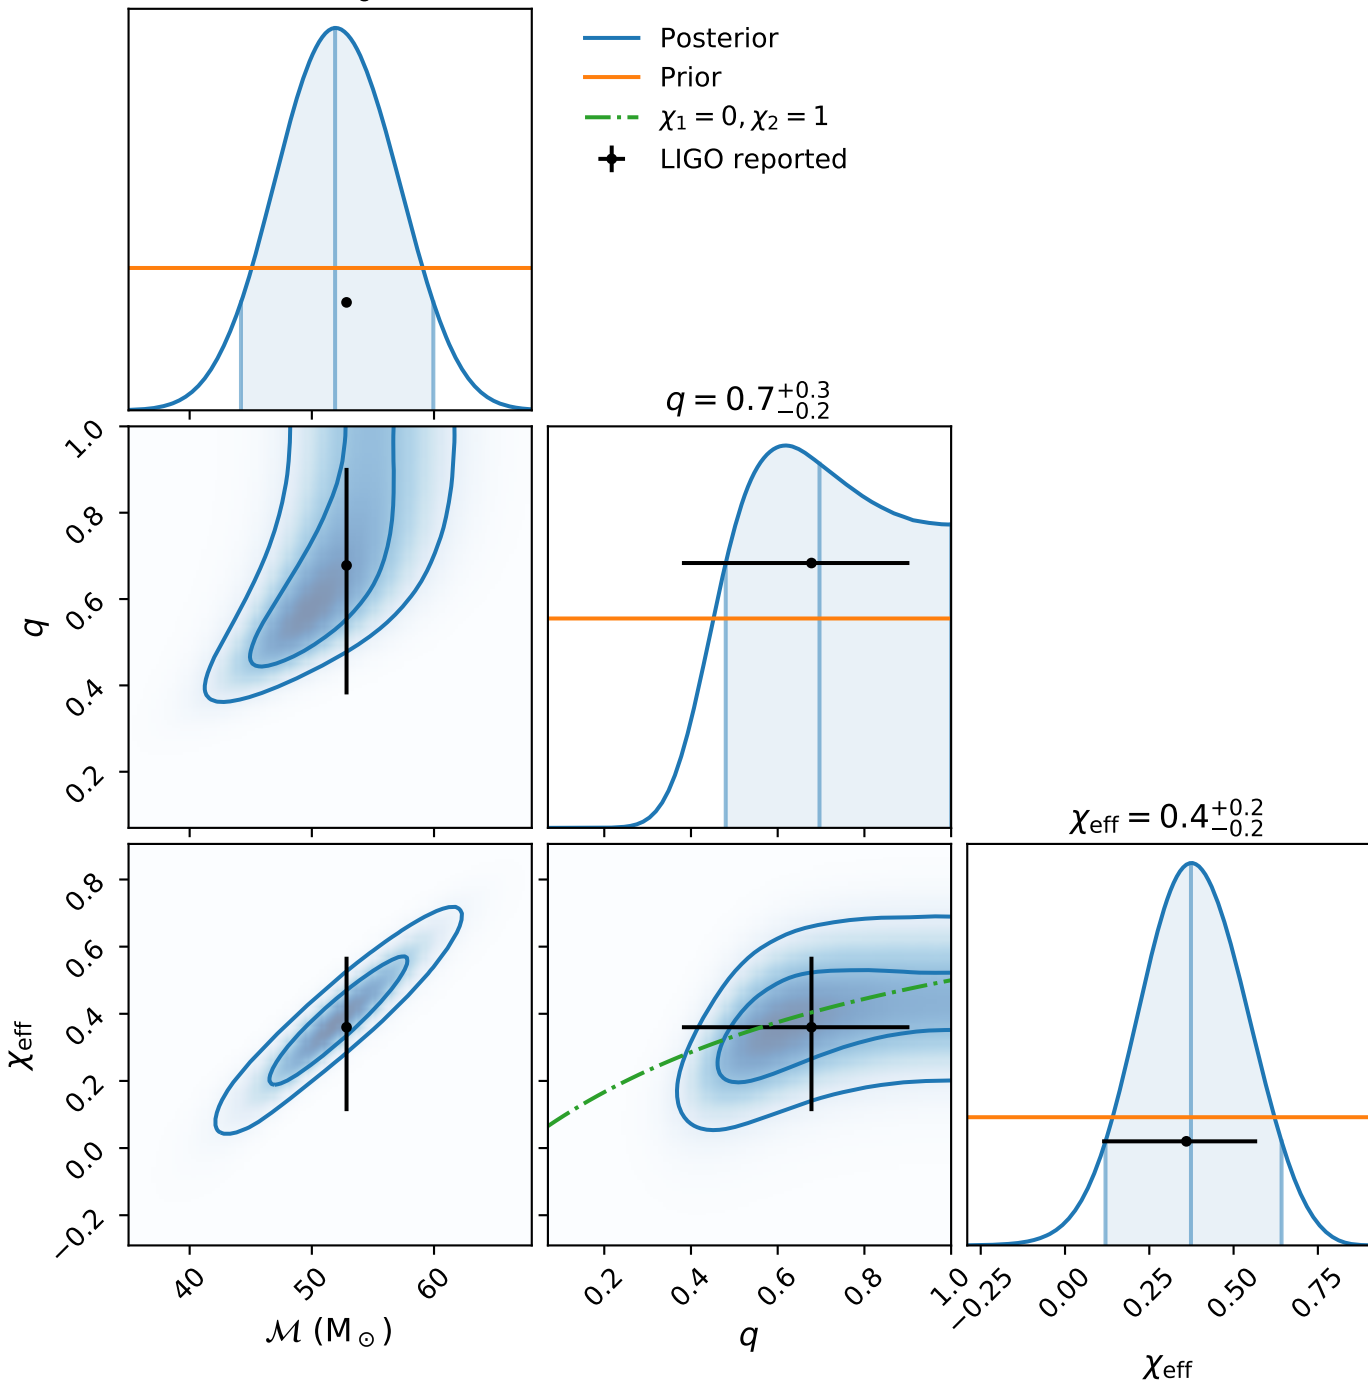 Posterior
Prior
χ₁ = 0, χ₂ = 1
LIGO reported
q = 0.7 +0.3 −0.2
1.0
0.8
0.6
0.4
0.2
q
χeff = 0.4 +0.2 −0.2
0.8
0.6
0.4
0.2
0.0
−0.2
χeff
40
50
60
ℳ (M⊙)
0.2
0.4
0.6
0.8
1.0
q
−0.25
0.00
0.25
0.50
0.75
χeff